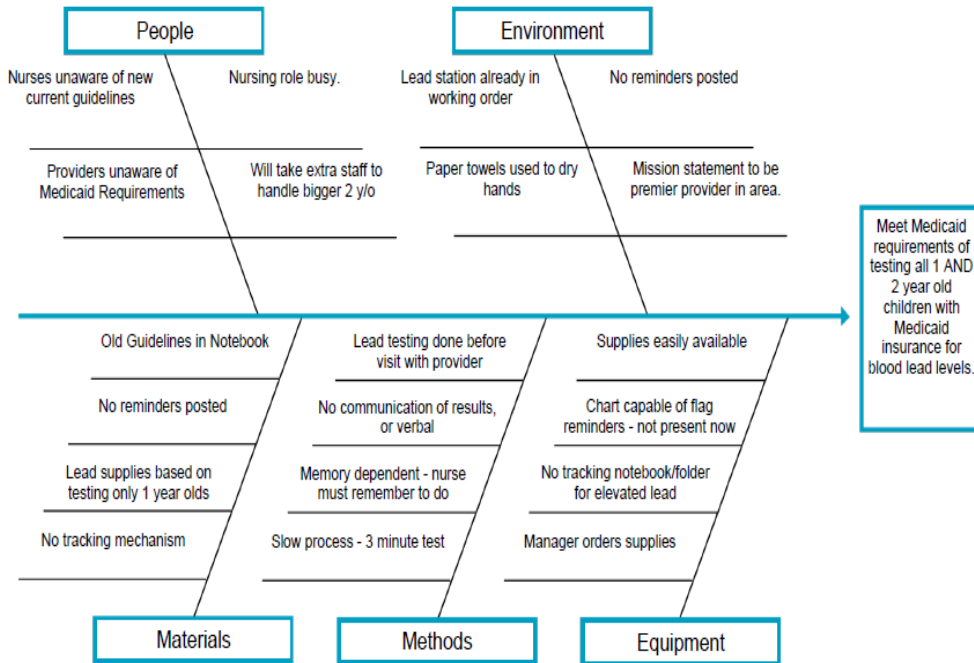 People
Environment
Nurses unaware of new
current guidelines
Nursing role busy.
Lead station already in
working order
No reminders posted
Providers unaware of
Medicaid Requirements
Will take extra staff to
handle bigger 2 y/o
Paper towels used to dry
hands
Mission statement to be
premier provider in area.
Meet Medicaid
requirements of
testing all 1 AND
2 year old
children with
Medicaid
insurance for
blood lead levels.
Old Guidelines in Notebook
Lead testing done before
visit with provider
Supplies easily available
No reminders posted
No communication of results,
or verbal
Chart capable of flag
reminders - not present now
Lead supplies based on
testing only 1 year olds
Memory dependent - nurse
must remember to do
No tracking notebook/folder
for elevated lead
No tracking mechanism
Slow process - 3 minute test
Manager orders supplies
Materials
Methods
Equipment